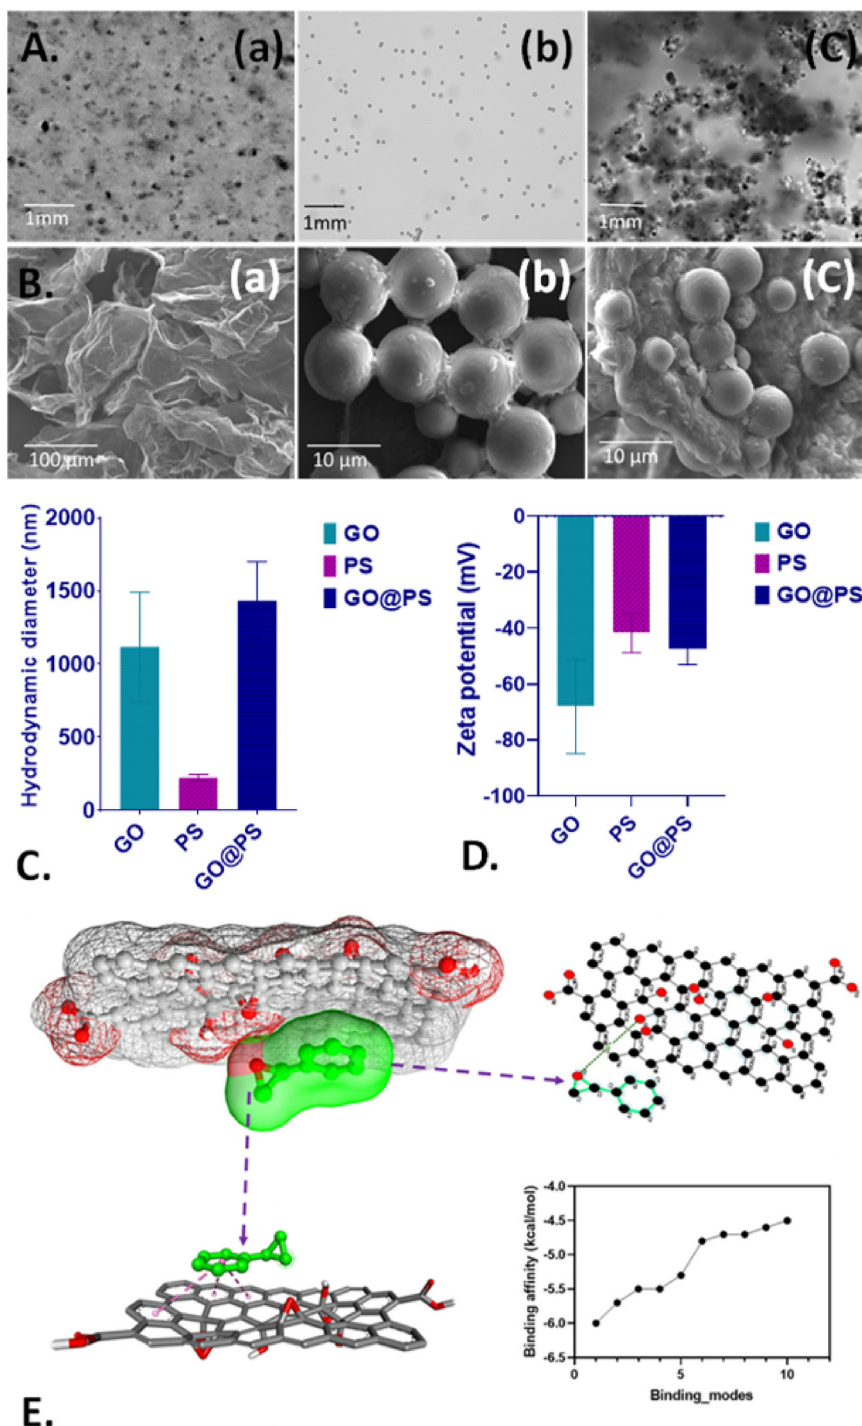 A.
(a)
(b)
(C)
1mm
1mm
1mm
B.
(a)
(b)
(C)
100 µm
10 µm
10 µm
2000
1500
1000
500
0
Hydrodynamic diameter (nm)
GO
PS
GO@PS
GO
PS
GO@PS
C.
0
-20
-40
-60
-80
-100
Zeta potential (mV)
GO
PS
GO@PS
GO
PS
GO@PS
D.
-4.0
-4.5
-5.0
-5.5
-6.0
-6.5
Binding affinity (kcal/mol)
0
5
10
Binding_modes
E.